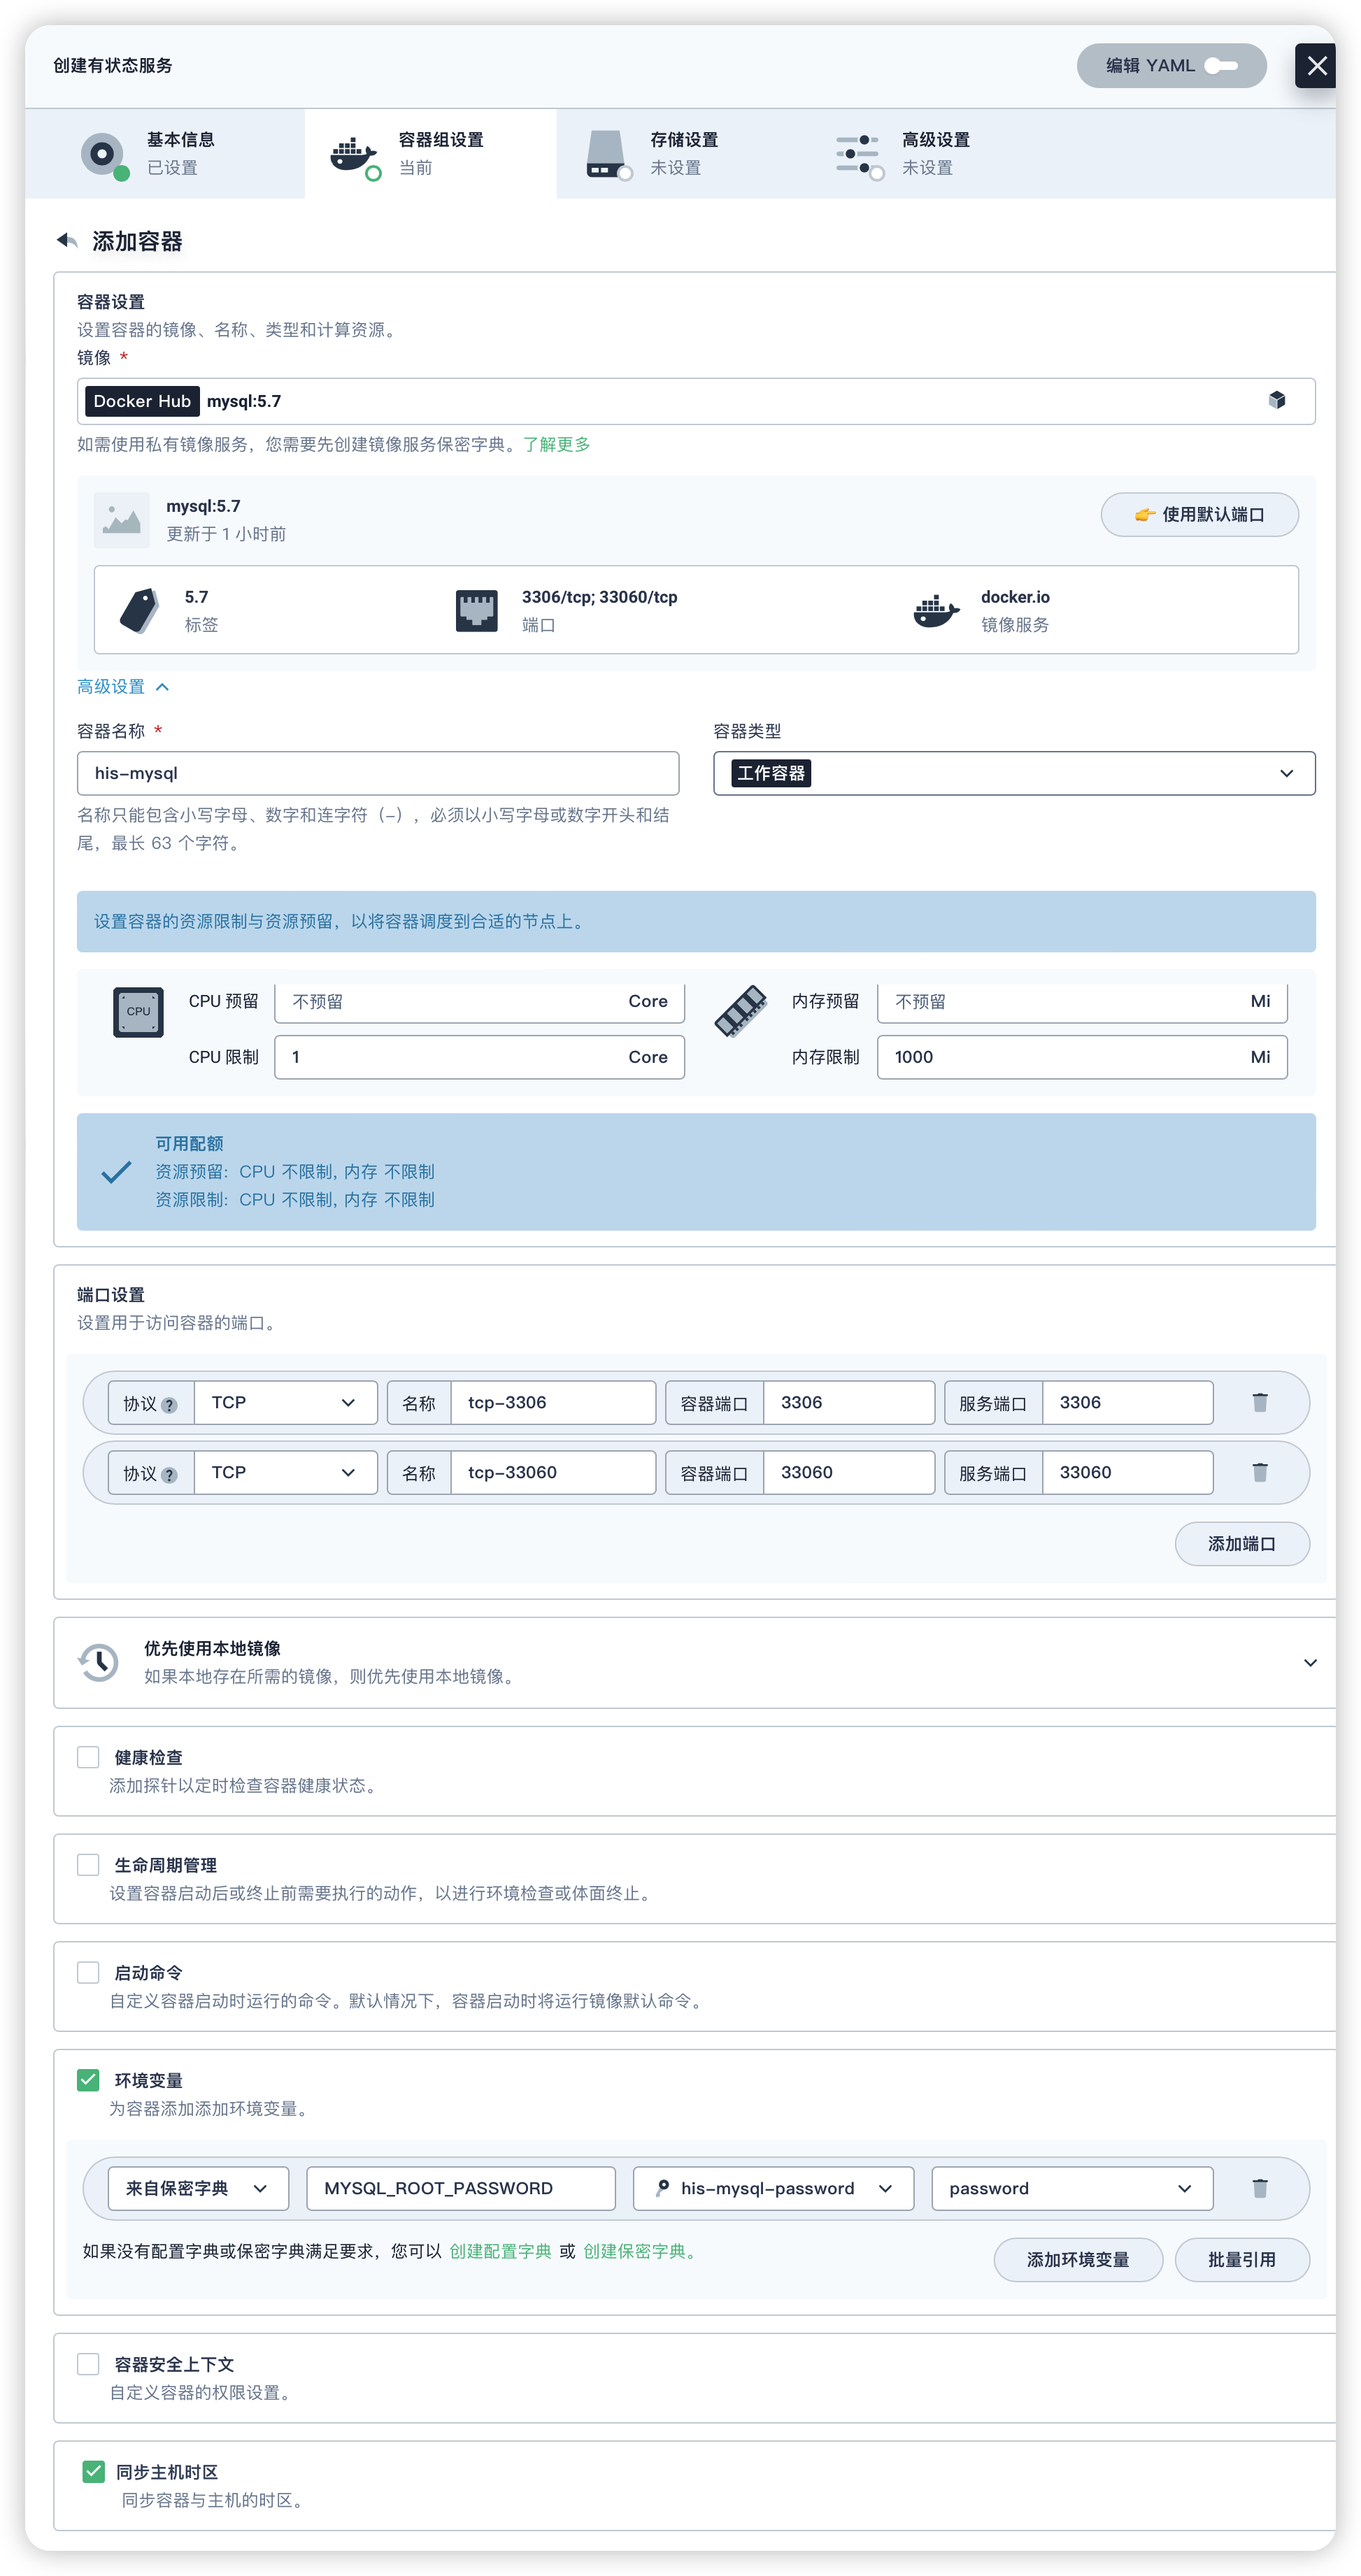 创建有状态服务
编辑 YAML
基本信息
已设置
容器组设置
当前
存储设置
未设置
高级设置
未设置
添加容器
容器设置
设置容器的镜像、名称、类型和计算资源。
镜像 *
Docker Hub mysql:5.7
如需使用私有镜像服务，您需要先创建镜像服务保密字典。了解更多
mysql:5.7
更新于 1 小时前
👉 使用默认端口
5.7
标签
3306/tcp; 33060/tcp
端口
docker.io
镜像服务
高级设置
容器名称 *
his-mysql
名称只能包含小写字母、数字和连字符（-），必须以小写字母或数字开头和结
尾，最长 63 个字符。
容器类型
工作容器
设置容器的资源限制与资源预留，以将容器调度到合适的节点上。
CPU
CPU 预留 不预留 Core
CPU 限制 1 Core
内存预留 不预留 Mi
内存限制 1000 Mi
可用配额
资源预留: CPU 不限制, 内存 不限制
资源限制: CPU 不限制, 内存 不限制
端口设置
设置用于访问容器的端口。
协议 ? TCP 名称 tcp-3306 容器端口 3306 服务端口 3306
协议 ? TCP 名称 tcp-33060 容器端口 33060 服务端口 33060
添加端口
优先使用本地镜像
如果本地存在所需的镜像，则优先使用本地镜像。
健康检查
添加探针以定时检查容器健康状态。
生命周期管理
设置容器启动后或终止前需要执行的动作，以进行环境检查或体面终止。
启动命令
自定义容器启动时运行的命令。默认情况下，容器启动时将运行镜像默认命令。
环境变量
为容器添加添加环境变量。
来自保密字典 MYSQL_ROOT_PASSWORD his-mysql-password password
如果没有配置字典或保密字典满足要求，您可以 创建配置字典 或 创建保密字典。
添加环境变量 批量引用
容器安全上下文
自定义容器的权限设置。
同步主机时区
同步容器与主机的时区。